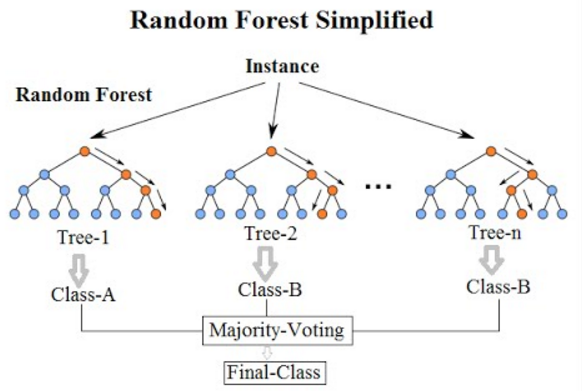 Random Forest Simplified
Instance
Random Forest
...
Tree-1
Tree-2
Tree-n
Class-A
Class-B
Class-B
Majority-Voting
Final-Class